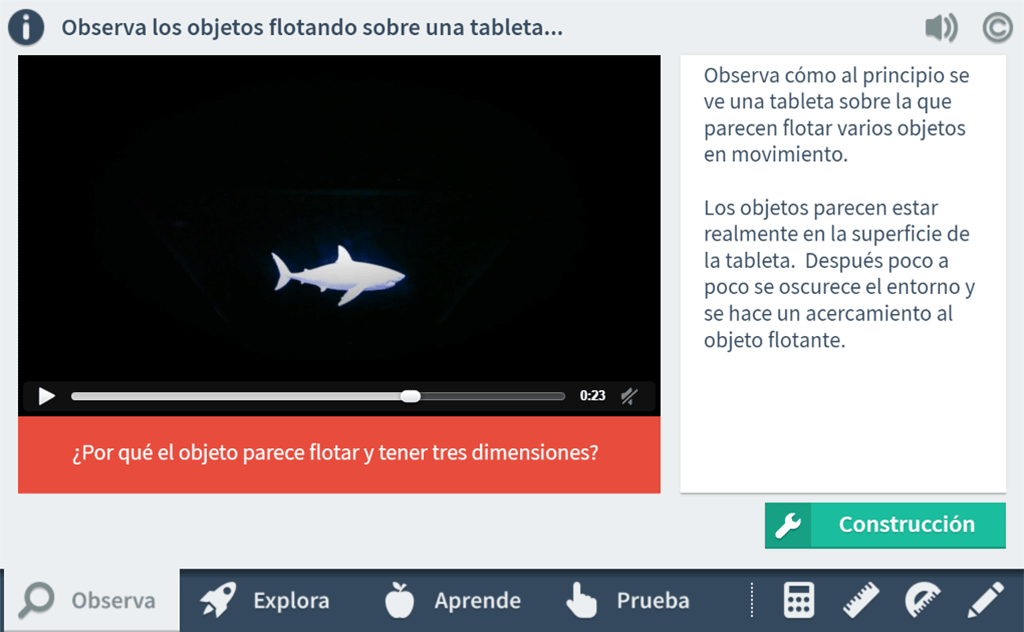 Observa los objetos flotando sobre una tableta...
Observa cómo al principio se
ve una tableta sobre la que
parecen flotar varios objetos
en movimiento.
Los objetos parecen estar
realmente en la superficie de
la tableta.  Después poco a
poco se oscurece el entorno y
se hace un acercamiento al
objeto flotante.
0:23
¿Por qué el objeto parece flotar y tener tres dimensiones?
Construcción
Observa
Explora
Aprende
Prueba